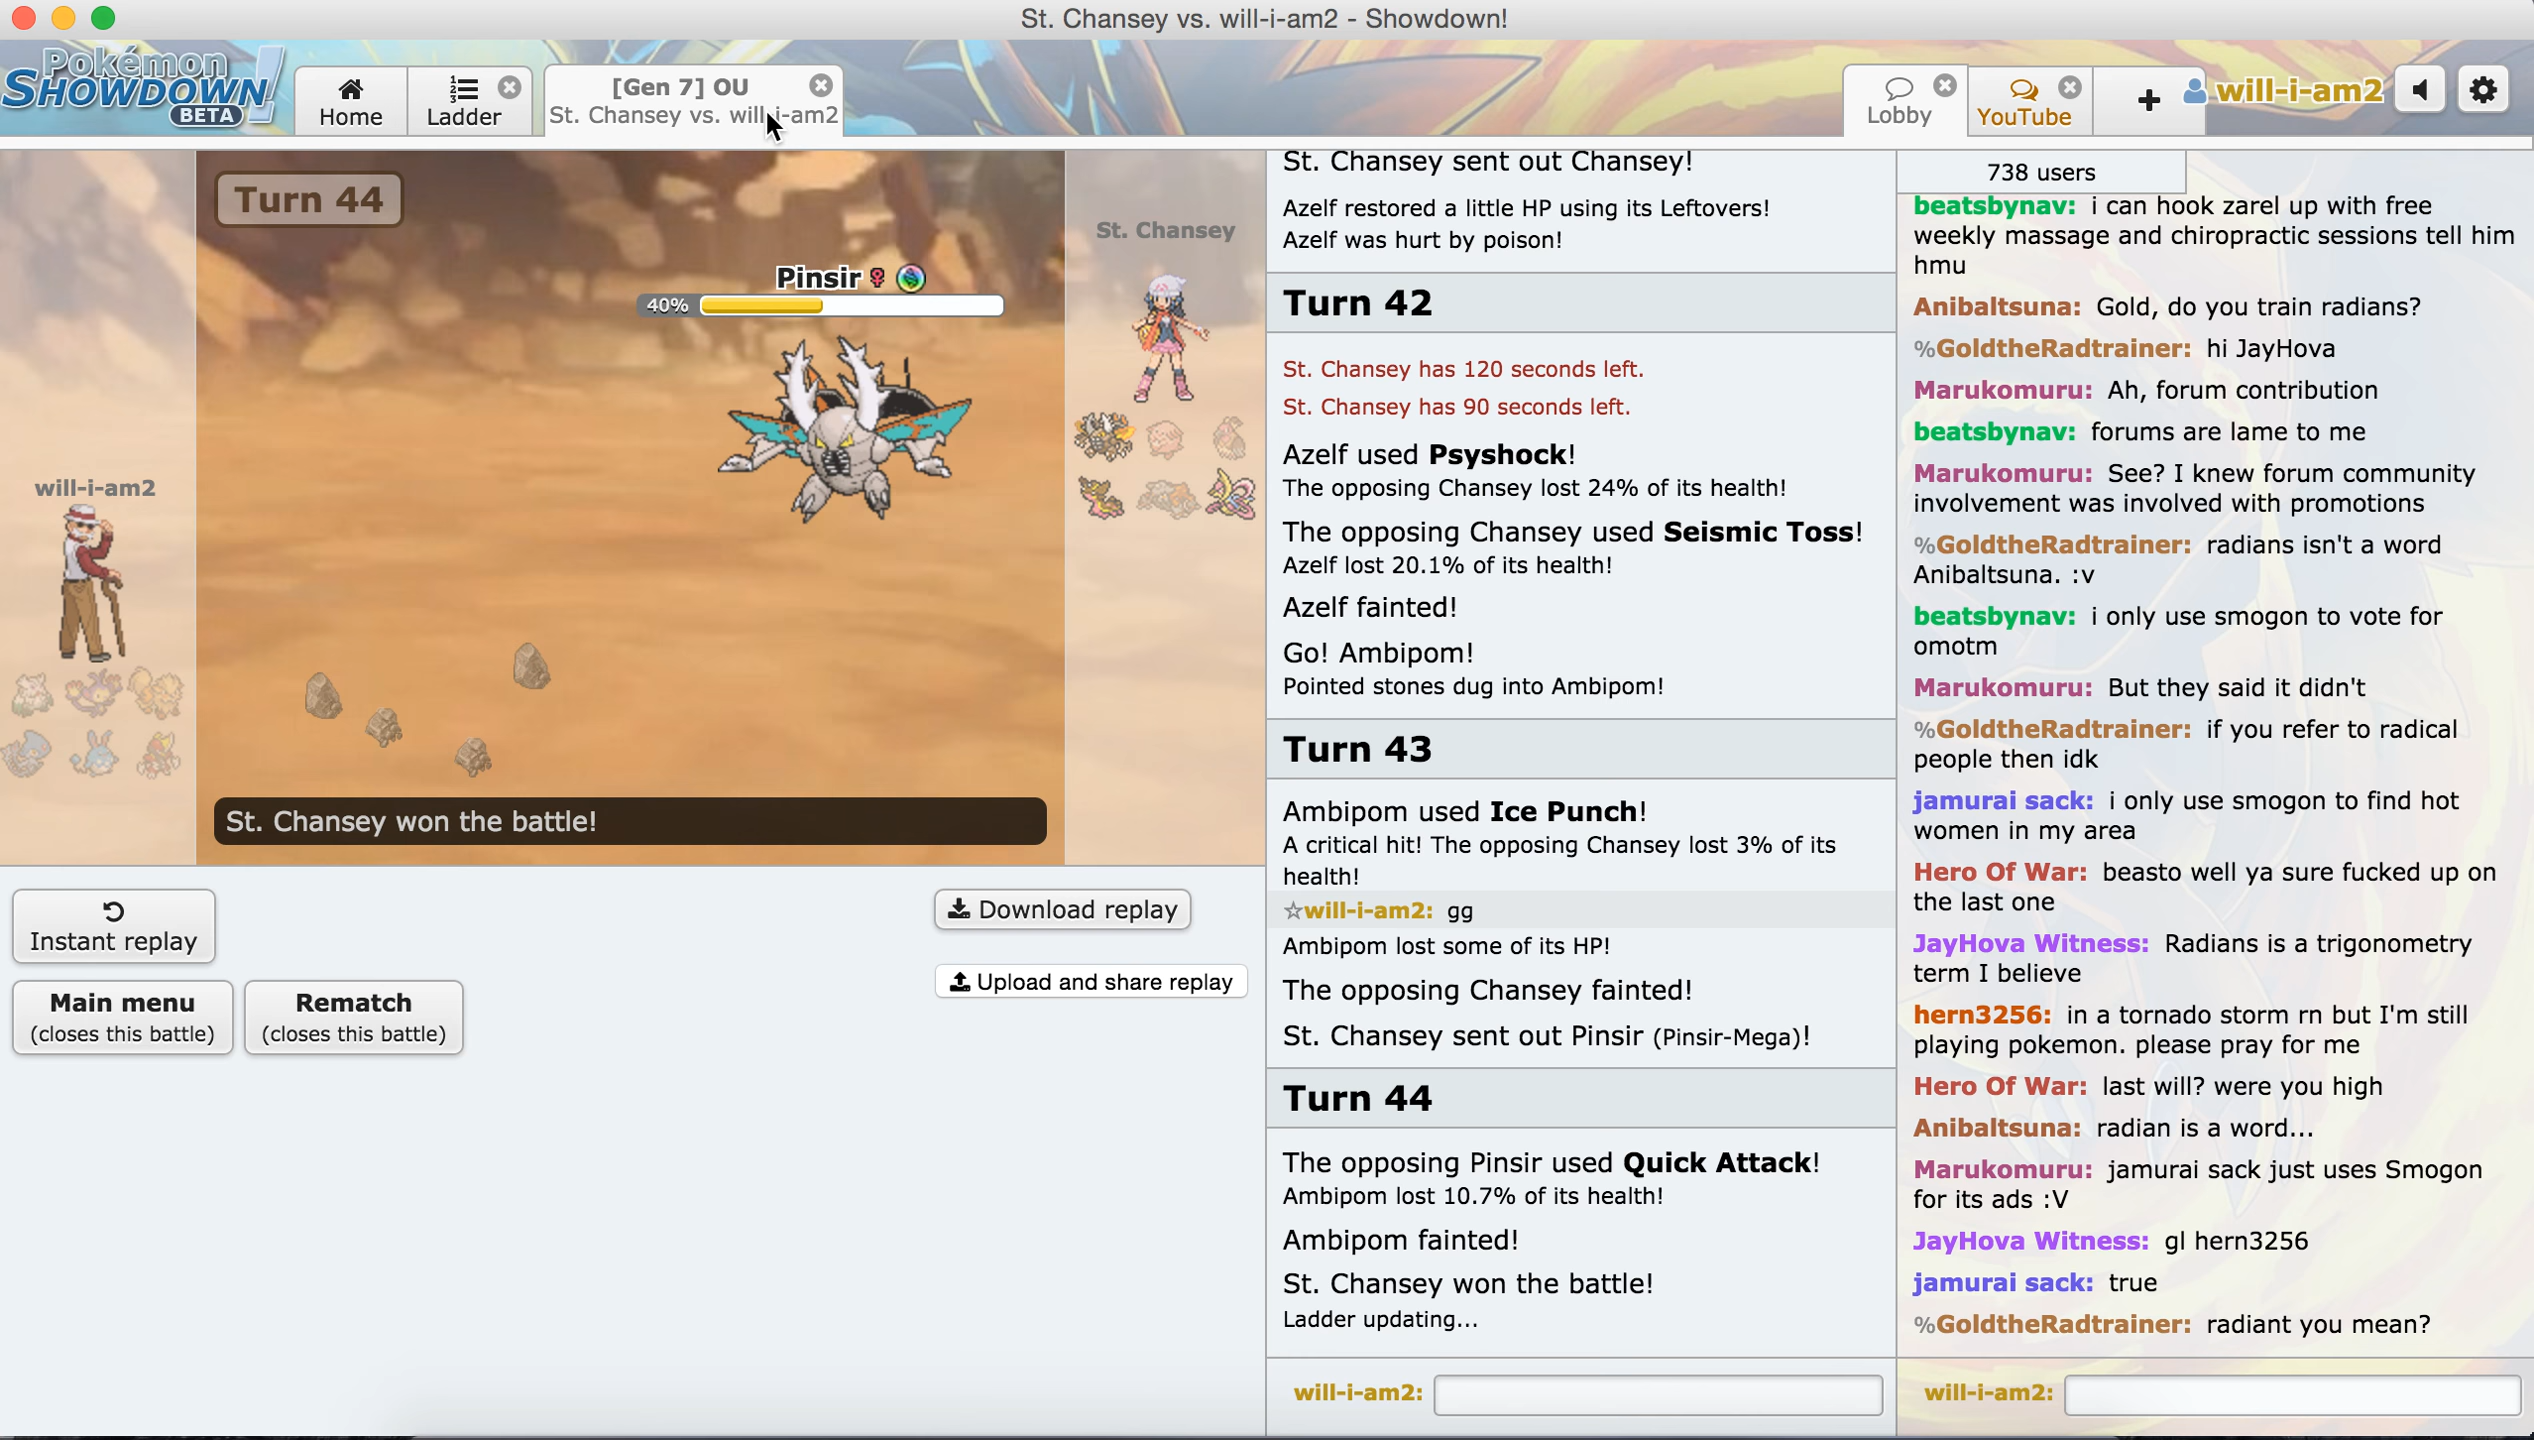 St. Chansey vs. will-i-am2 - Showdown!
Pokémon
SHOWDOWN!
BETA
Home
Ladder
[Gen 7] OU
St. Chansey vs. will-i-am2
Lobby
YouTube
will-i-am2
Turn 44
Pinsir
40%
St. Chansey
will-i-am2
St. Chansey won the battle!
Instant replay
Download replay
Upload and share replay
Main menu
(closes this battle)
Rematch
(closes this battle)
St. Chansey sent out Chansey!
Azelf restored a little HP using its Leftovers!
Azelf was hurt by poison!
Turn 42
St. Chansey has 120 seconds left.
St. Chansey has 90 seconds left.
Azelf used Psyshock!
The opposing Chansey lost 24% of its health!
The opposing Chansey used Seismic Toss!
Azelf lost 20.1% of its health!
Azelf fainted!
Go! Ambipom!
Pointed stones dug into Ambipom!
Turn 43
Ambipom used Ice Punch!
A critical hit! The opposing Chansey lost 3% of its
health!
☆will-i-am2: gg
Ambipom lost some of its HP!
The opposing Chansey fainted!
St. Chansey sent out Pinsir (Pinsir-Mega)!
Turn 44
The opposing Pinsir used Quick Attack!
Ambipom lost 10.7% of its health!
Ambipom fainted!
St. Chansey won the battle!
Ladder updating...
will-i-am2:
738 users
beatsbynav: i can hook zarel up with free
weekly massage and chiropractic sessions tell him
hmu
Anibaltsuna: Gold, do you train radians?
%GoldtheRadtrainer: hi JayHova
Marukomuru: Ah, forum contribution
beatsbynav: forums are lame to me
Marukomuru: See? I knew forum community
involvement was involved with promotions
%GoldtheRadtrainer: radians isn't a word
Anibaltsuna. :v
beatsbynav: i only use smogon to vote for
omotm
Marukomuru: But they said it didn't
%GoldtheRadtrainer: if you refer to radical
people then idk
jamurai sack: i only use smogon to find hot
women in my area
Hero Of War: beasto well ya sure fucked up on
the last one
JayHova Witness: Radians is a trigonometry
term I believe
hern3256: in a tornado storm rn but I'm still
playing pokemon. please pray for me
Hero Of War: last will? were you high
Anibaltsuna: radian is a word...
Marukomuru: jamurai sack just uses Smogon
for its ads :V
JayHova Witness: gl hern3256
jamurai sack: true
%GoldtheRadtrainer: radiant you mean?
will-i-am2: